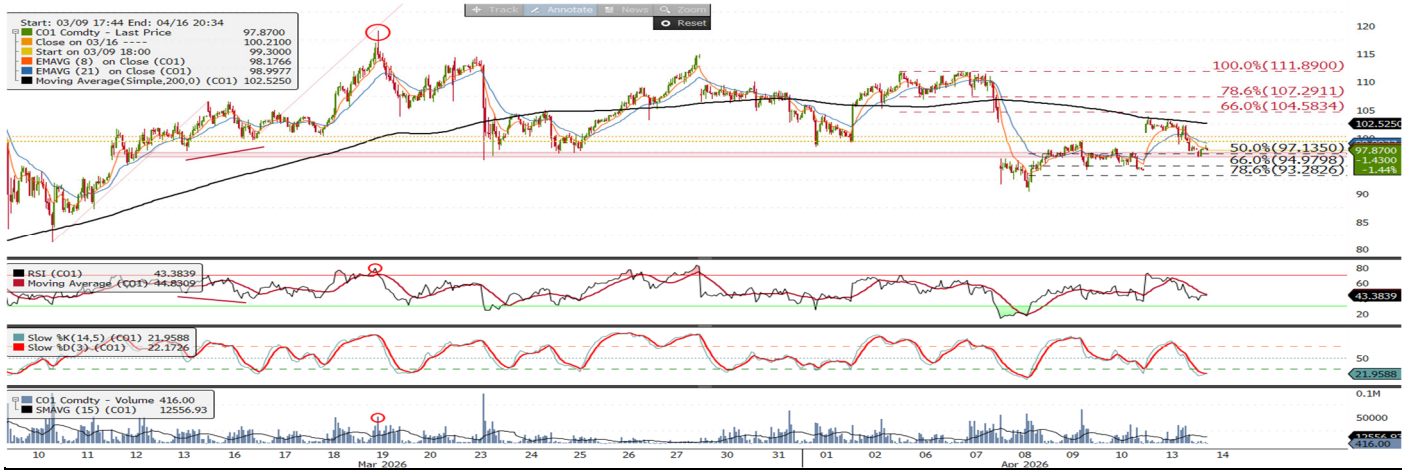 Track Annotate News Zoom
Reset
Start: 03/09 17:44 End: 04/16 20:34
CO1 Comdty - Last Price 97.8700
Close on 03/16 ---- 100.2100
Start on 03/09 18:00 99.3000
EMAVG (8) on Close (CO1) 98.1766
EMAVG (21) on Close (CO1) 98.9977
Moving Average(Simple,200,0) (CO1) 102.5250
120
115
110
105
100
90
85
80
100.0%(111.8900)
78.6%(107.2911)
66.0%(104.5834)
102.5250
50.0%(97.1350)
66.0%(94.9798)
78.6%(93.2826)
97.8700
-1.4300
-1.44%
RSI (CO1) 43.3839
Moving Average (CO1) 44.8309
80
60
43.3839
20
Slow %K(14,5) (CO1) 21.9588
Slow %D(3) (CO1) 22.1726
50
21.9588
CO1 Comdty - Volume 416.00
SMAVG (15) (CO1) 12556.93
0.1M
50000
12556.93
416.00
10 11 12 13 16 17 18 19 20 23 24 25 26 27 30 31 01 02 06 07 08 09 10 13 14
Mar 2026 Apr 2026